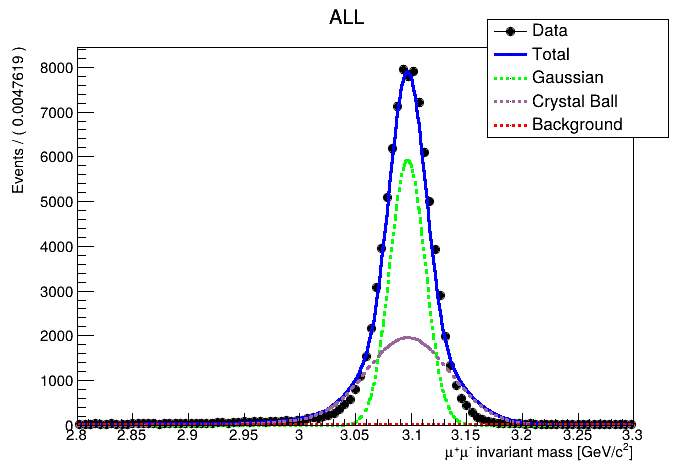 ALL
Data
Total
Gaussian
Crystal Ball
Background
Events / ( 0.0047619 )
8000
7000
6000
5000
4000
3000
2000
1000
0
2.8 2.85 2.9 2.95 3 3.05 3.1 3.15 3.2 3.25 3.3
μ⁺μ⁻ invariant mass [GeV/c²]